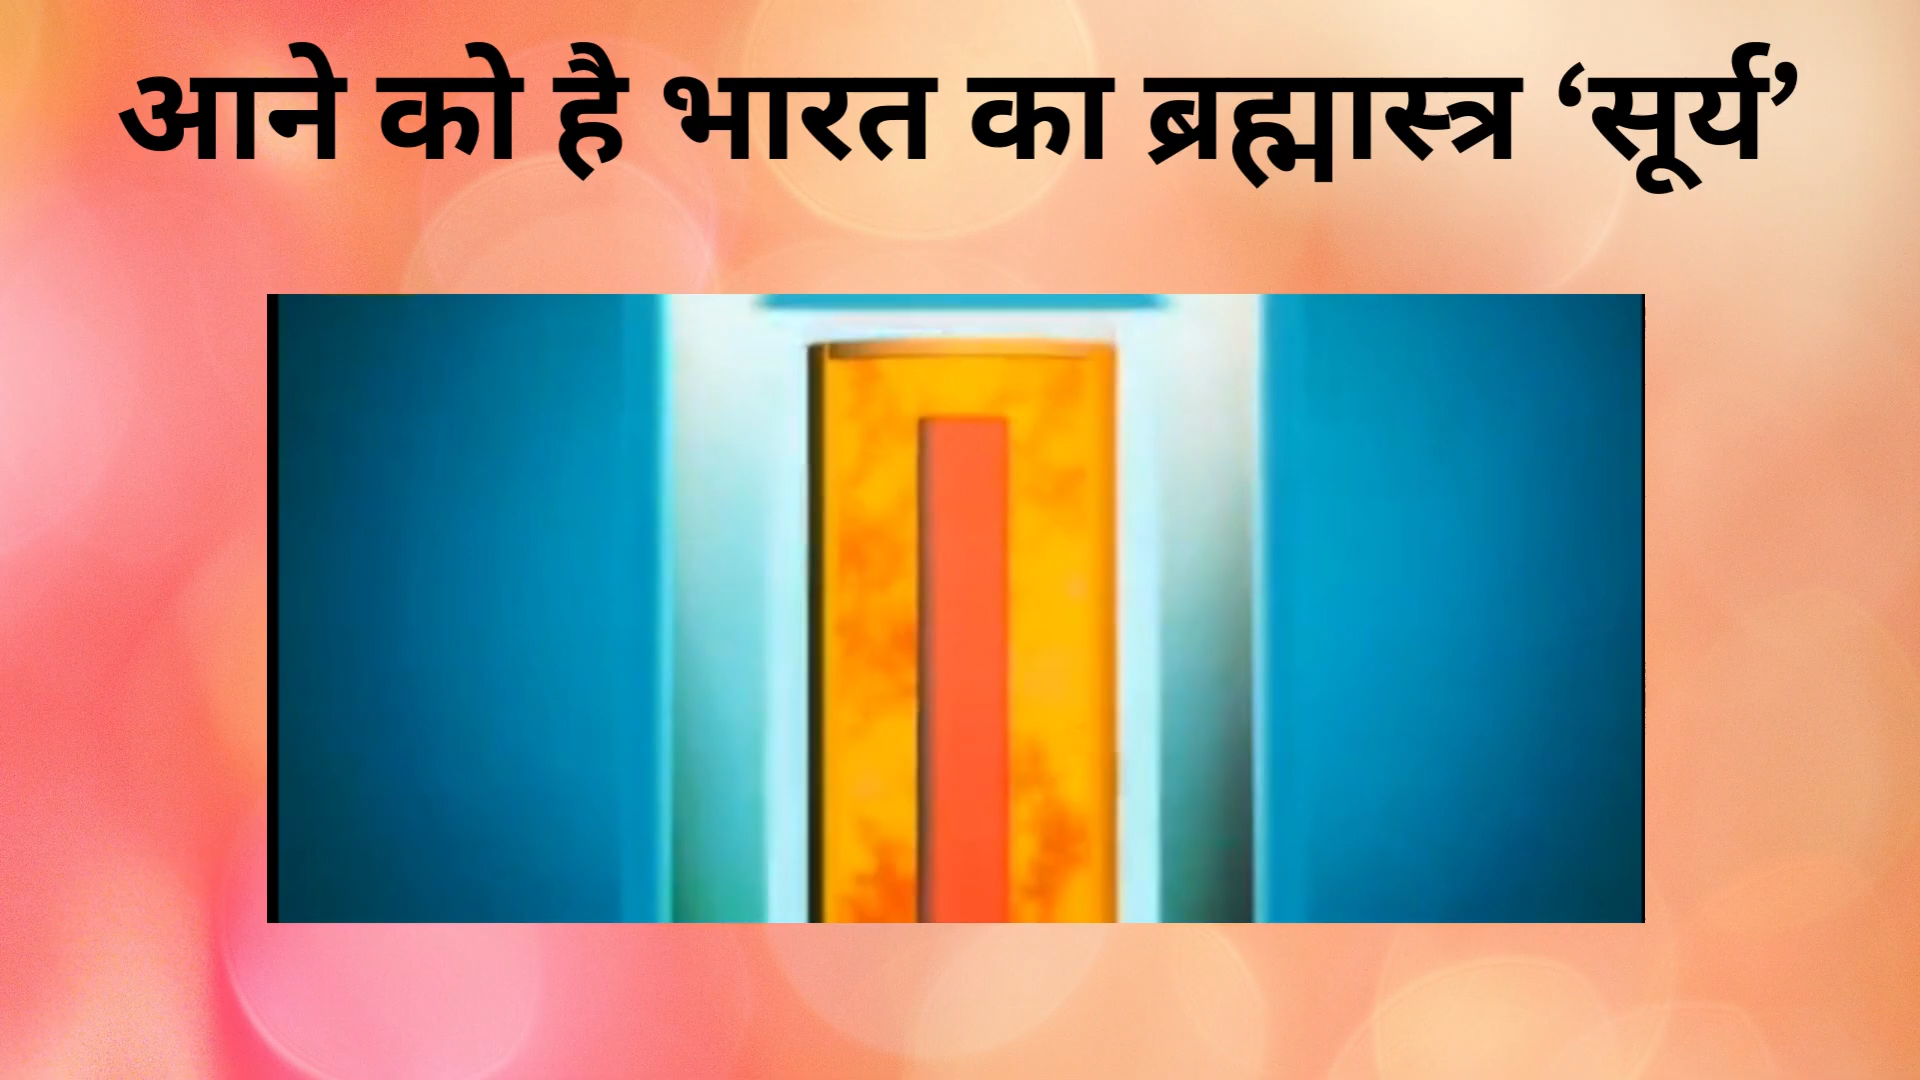 आने को है भारत का ब्रह्मास्त्र ‘सूर्य’